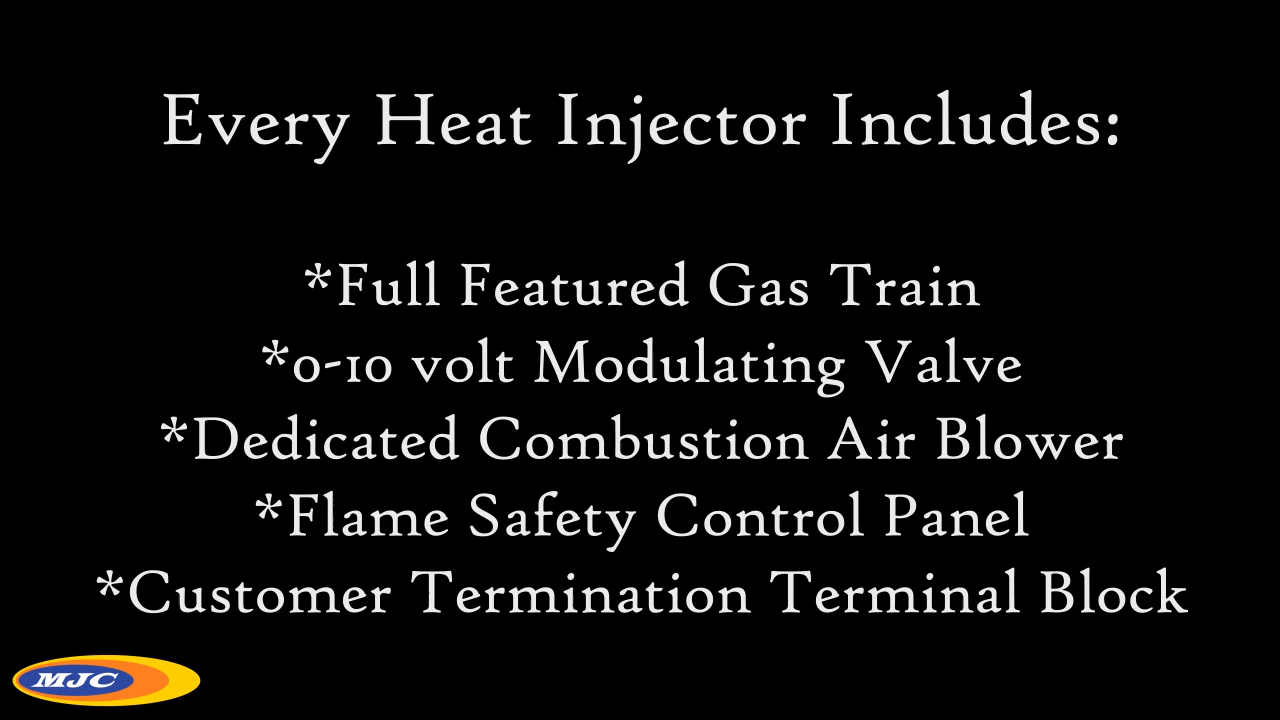 Every Heat Injector Includes:
*Full Featured Gas Train
*0-10 volt Modulating Valve
*Dedicated Combustion Air Blower
*Flame Safety Control Panel
*Customer Termination Terminal Block
MJC